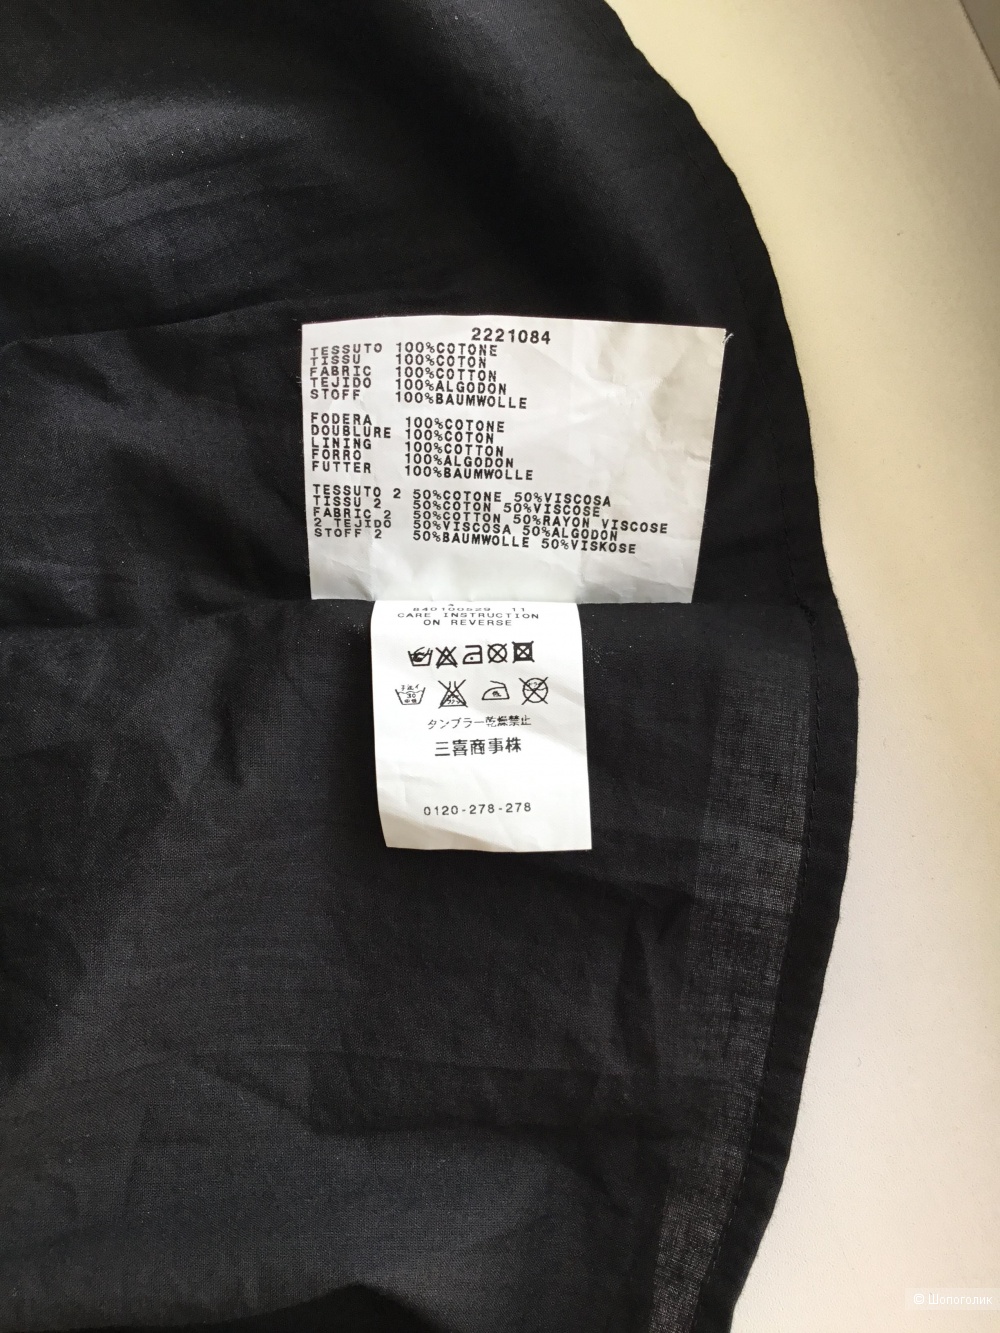 2221084
TESSUTO 100%COTONE
TISSU 100%COTON
FABRIC 100%COTTON
TEJIDO 100%ALGODON
STOFF 100%BAUMWOLLE
FODERA 100%COTONE
DOUBLURE 100%COTON
LINING 100%COTTON
FORRO 100%ALGODON
FUTTER 100%BAUMWOLLE
TESSUTO 2 50%COTONE 50%VISCOSA
TISSU 2 50%COTON 50%VISCOSE
FABRIC 2 50%COTTON 50%RAYON VISCOSE
2 TEJIDO 50%VISCOSA 50%ALGODON
STOFF 2 50%BAUMWOLLE 50%VISKOSE
840100529 11
CARE INSTRUCTION
ON REVERSE
30
タンブラー乾燥禁止
三喜商事株
0120-278-278
© Шопоголик